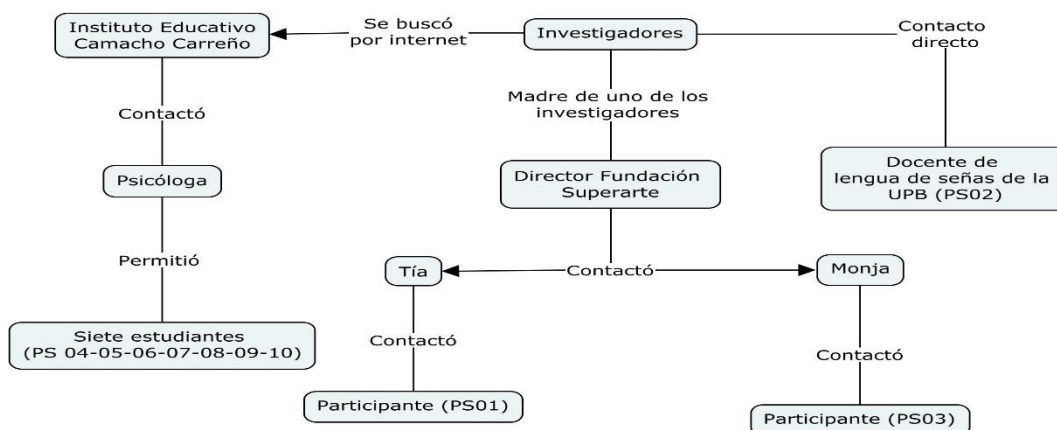 Instituto Educativo
Camacho Carreño
Se buscó
por internet
Investigadores
Contacto
directo
Contactó
Madre de uno de los
investigadores
Psicóloga
Director Fundación
Superarte
Docente de
lengua de señas de la
UPB (PS02)
Permitió
Tía
Contactó
Monja
Siete estudiantes
(PS 04-05-06-07-08-09-10)
Contactó
Contactó
Participante (PS01)
Participante (PS03)